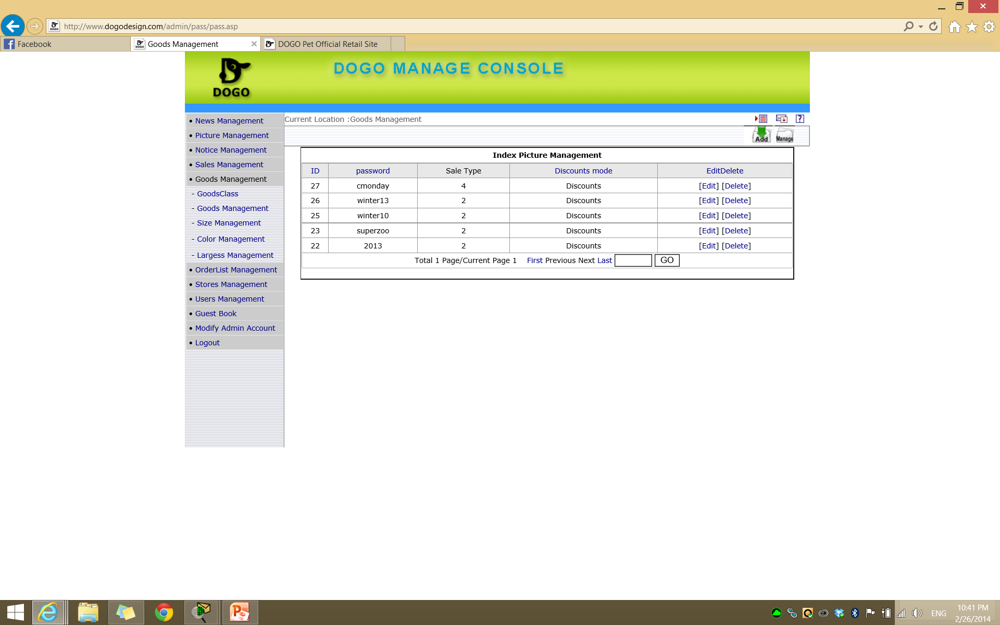 http://www.dogodesign.com/admin/pass/pass.asp
Facebook
Goods Management
DOGO Pet Official Retail Site
DOGO
DOGO MANAGE CONSOLE
• News Management
• Picture Management
• Notice Management
• Sales Management
• Goods Management
- GoodsClass
- Goods Management
- Size Management
- Color Management
- Largess Management
• OrderList Management
• Stores Management
• Users Management
• Guest Book
• Modify Admin Account
• Logout
Current Location :Goods Management
Add Manage
Index Picture Management
ID password Sale Type Discounts mode EditDelete
27 cmonday 4 Discounts [Edit] [Delete]
26 winter13 2 Discounts [Edit] [Delete]
25 winter10 2 Discounts [Edit] [Delete]
23 superzoo 2 Discounts [Edit] [Delete]
22 2013 2 Discounts [Edit] [Delete]
Total 1 Page/Current Page 1 First Previous Next Last GO
ENG
10:41 PM
2/26/2014